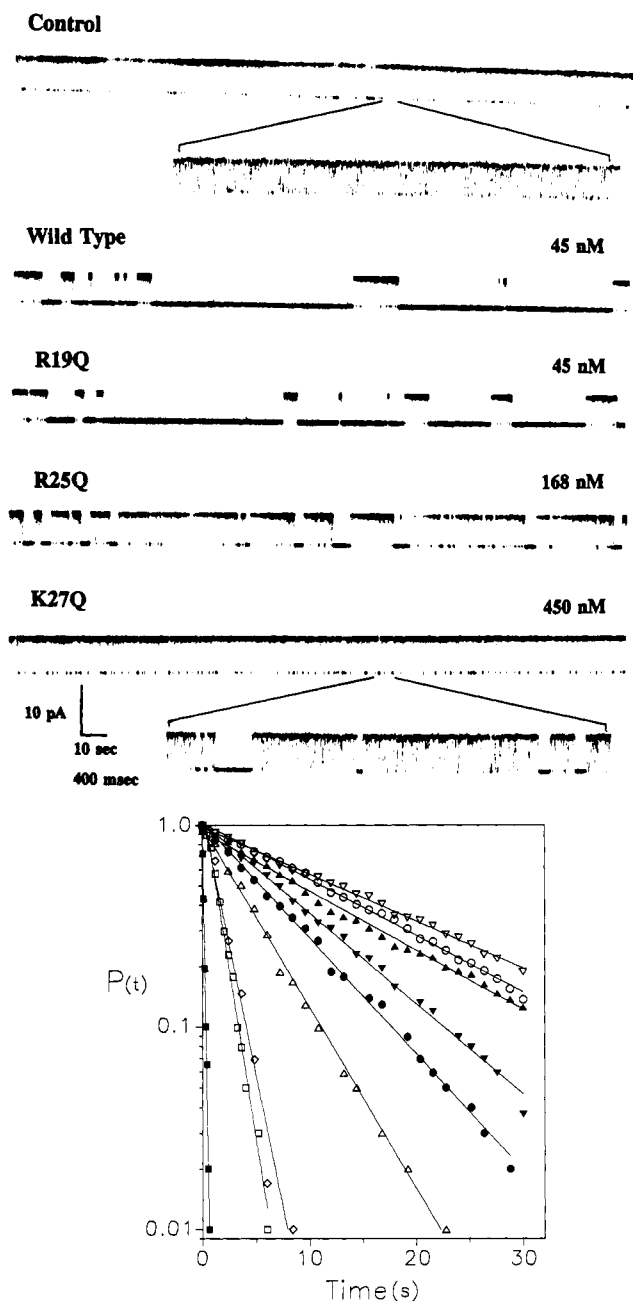 Control
Wild Type 45 nM
R19Q 45 nM
R25Q 168 nM
K27Q 450 nM
10 pA
10 sec
400 msec
1.0
P(t)
0.1
0.01
0 10 20 30
Time(s)